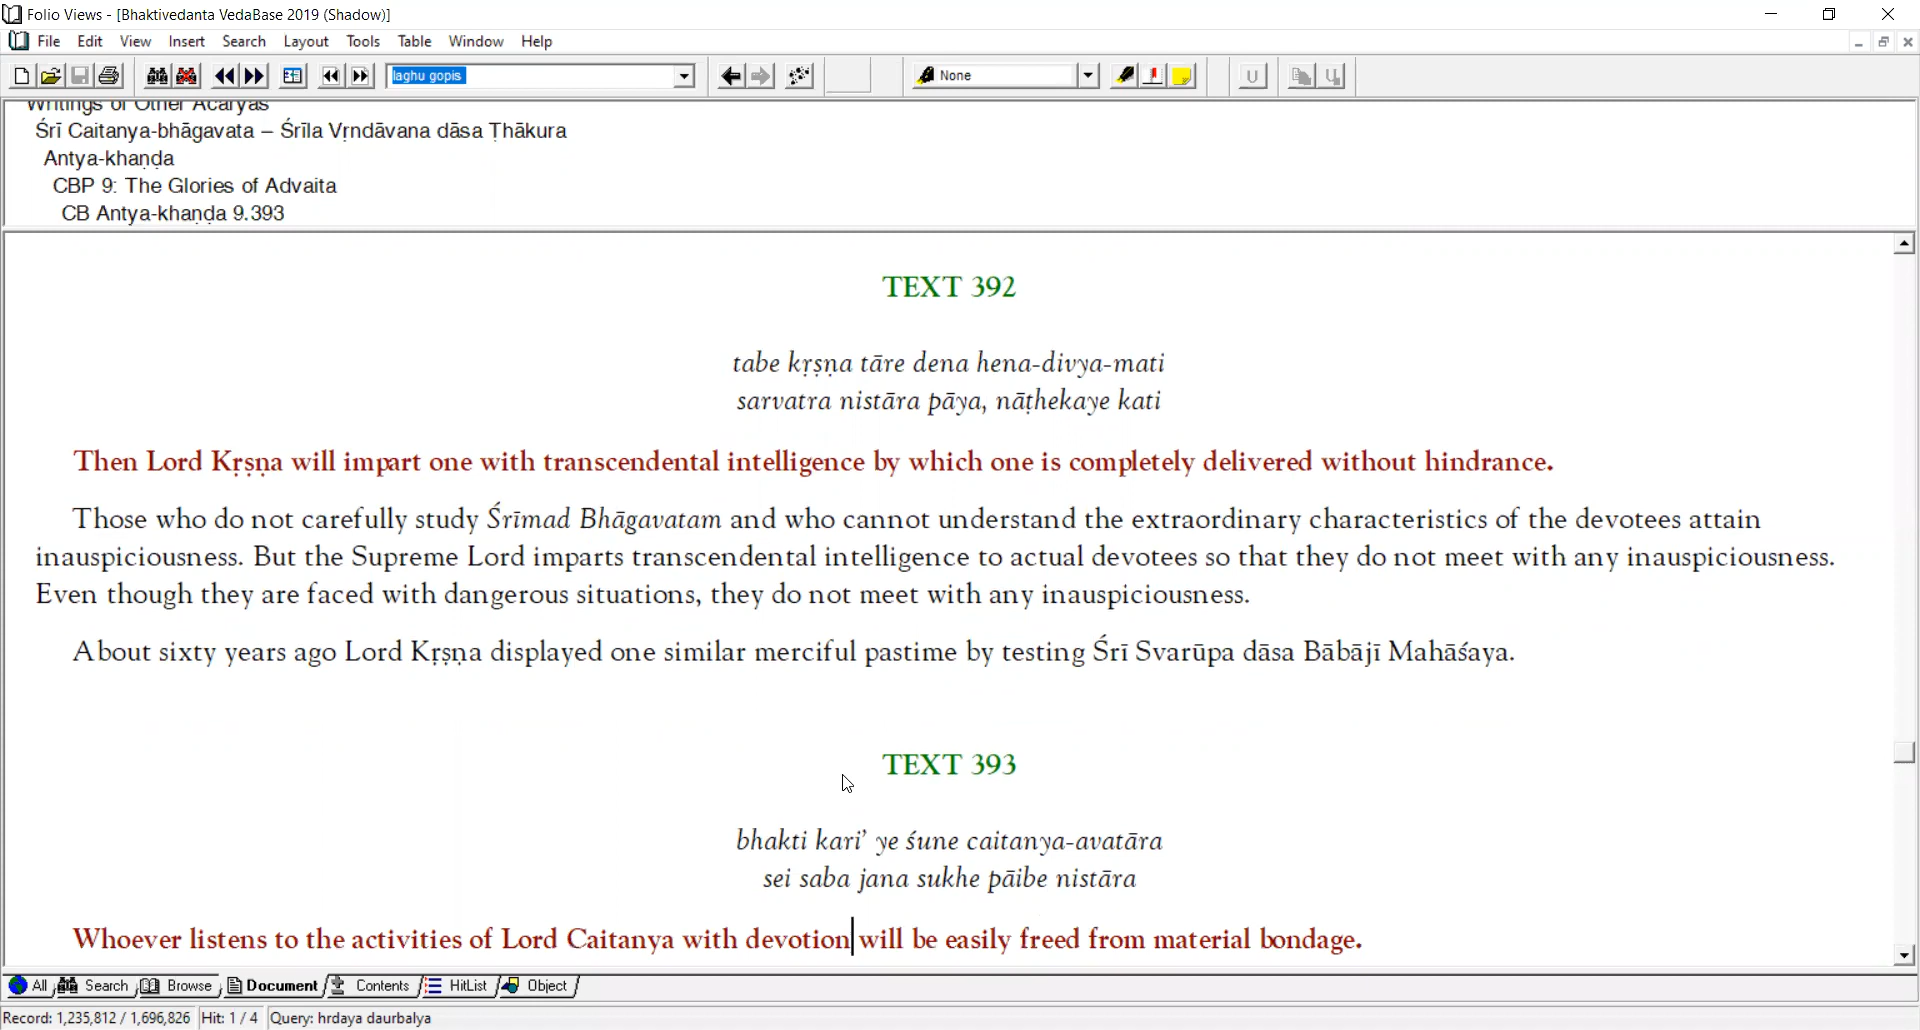 Folio Views - [Bhaktivedanta VedaBase 2019 (Shadow)]
File Edit View Insert Search Layout Tools Table Window Help
laghu gopis None
Writings of Other Ācāryas
Śrī Caitanya-bhāgavata – Śrīla Vṛndāvana dāsa Ṭhākura
Antya-khaṇḍa
CBP 9: The Glories of Advaita
CB Antya-khaṇḍa 9.393
TEXT 392
tabe kṛṣṇa tāre dena hena-divya-mati
sarvatra nistāra pāya, nāṭhekaye kati
Then Lord Kṛṣṇa will impart one with transcendental intelligence by which one is completely delivered without hindrance.
Those who do not carefully study Śrīmad Bhāgavatam and who cannot understand the extraordinary characteristics of the devotees attain
inauspiciousness. But the Supreme Lord imparts transcendental intelligence to actual devotees so that they do not meet with any inauspiciousness.
Even though they are faced with dangerous situations, they do not meet with any inauspiciousness.
About sixty years ago Lord Kṛṣṇa displayed one similar merciful pastime by testing Śrī Svarūpa dāsa Bābājī Mahāśaya.
TEXT 393
bhakti kari’ ye śune caitanya-avatāra
sei saba jana sukhe pāibe nistāra
Whoever listens to the activities of Lord Caitanya with devotion will be easily freed from material bondage.
All Search Browse Document Contents HitList Object
Record: 1,235,812 / 1,696,826 Hit: 1 / 4 Query: hrdaya daurbalya